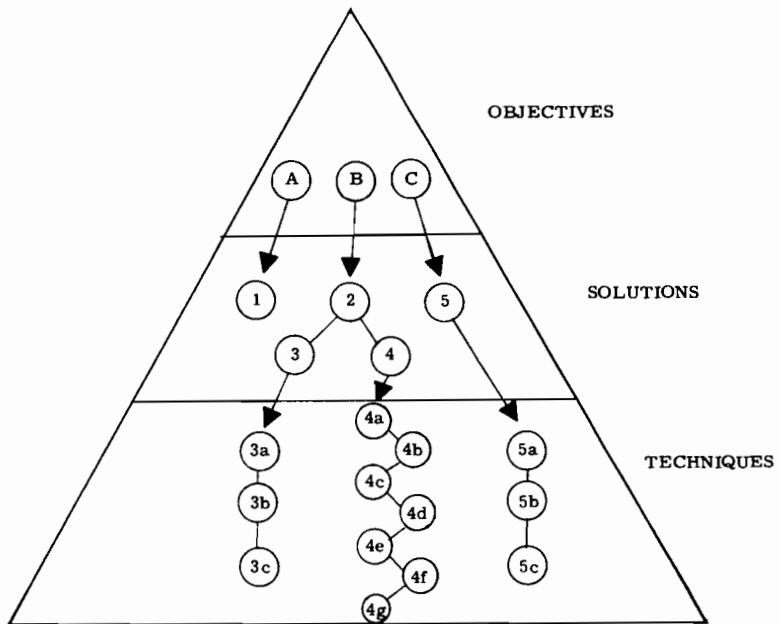 OBJECTIVES
A B C
1 2 5
SOLUTIONS
3 4
4a
3a 4b 5a
TECHNIQUES
4c
3b 5b
4d
4e
3c 5c
4f
4g